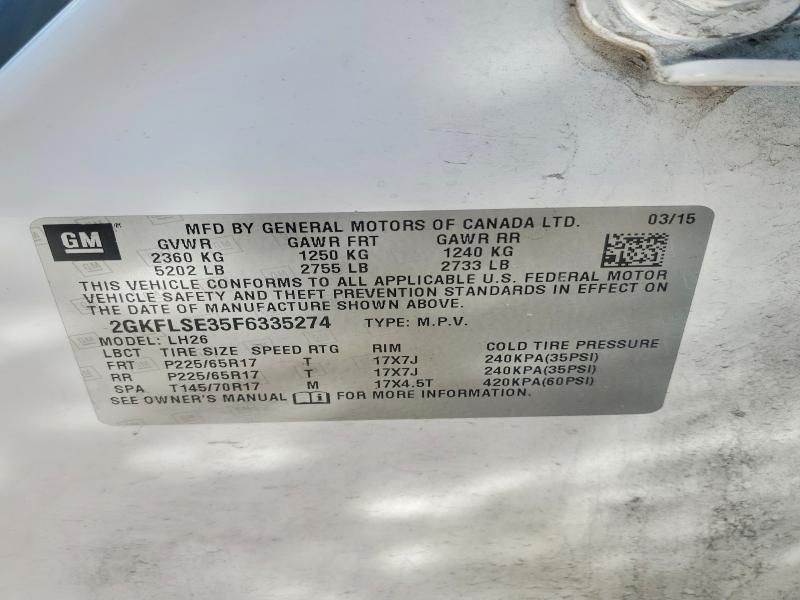 GM
MFD BY GENERAL MOTORS OF CANADA LTD. 03/15
GVWR GAWR FRT GAWR RR
2360 KG 1250 KG 1240 KG
5202 LB 2755 LB 2733 LB
THIS VEHICLE CONFORMS TO ALL APPLICABLE U.S. FEDERAL MOTOR
VEHICLE SAFETY AND THEFT PREVENTION STANDARDS IN EFFECT ON
THE DATE OF MANUFACTURE SHOWN ABOVE.
2GKFLSE35F6335274 TYPE: M.P.V.
MODEL: LH26
LBCT TIRE SIZE SPEED RTG RIM COLD TIRE PRESSURE
FRT P225/65R17 T 17X7J 240KPA(35PSI)
RR P225/65R17 T 17X7J 240KPA(35PSI)
SPA T145/70R17 M 17X4.5T 420KPA(60PSI)
SEE OWNER'S MANUAL FOR MORE INFORMATION.